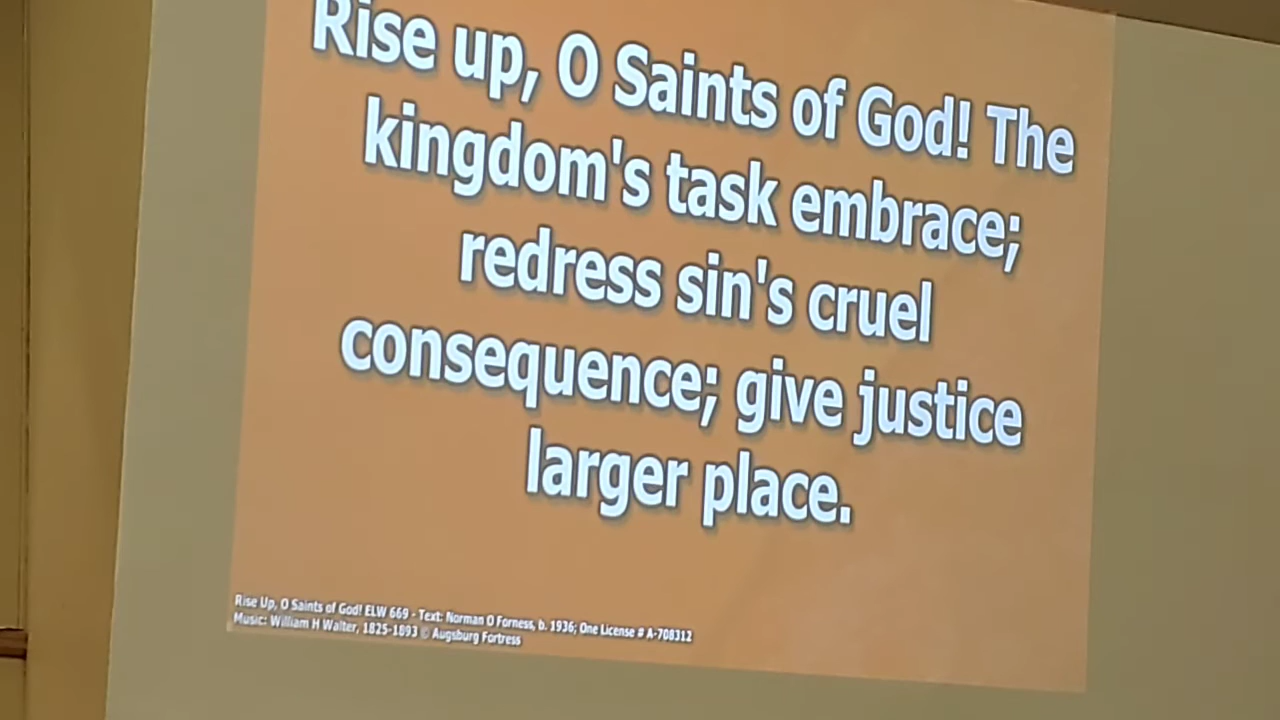 Rise up, O Saints of God! The
kingdom's task embrace;
redress sin's cruel
consequence; give justice
larger place.
Rise Up, O Saints of God! ELW 669 - Text: Norman O Forness, b. 1936; One License # A-708312
Music: William H Walter, 1825-1893 © Augsburg Fortress